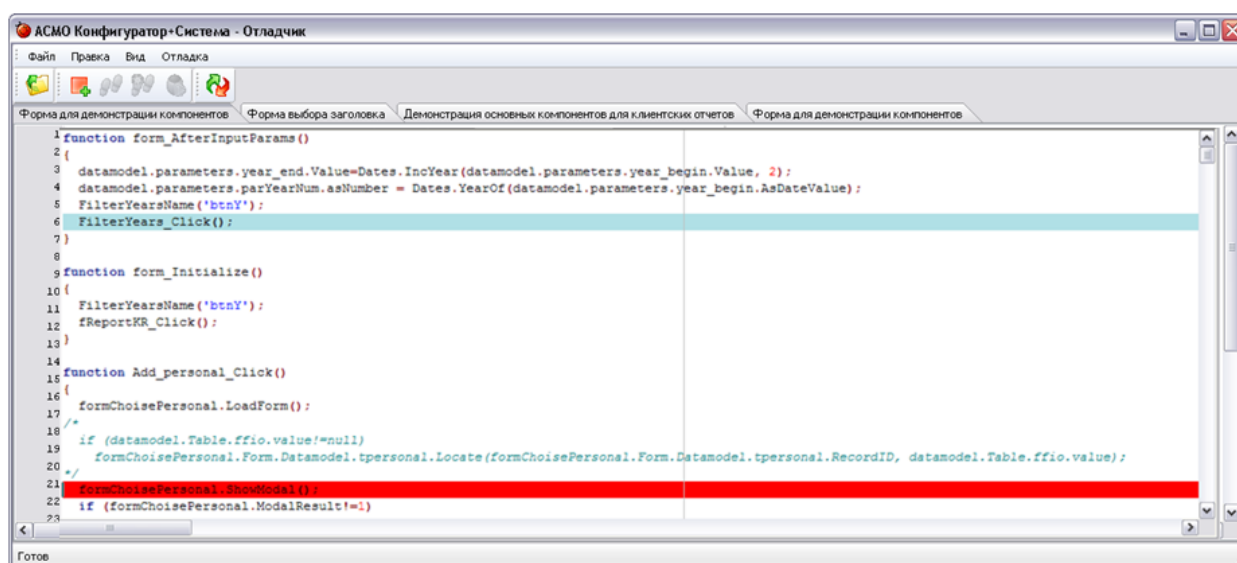 АСМО Конфигуратор+Система - Отладчик
Файл Правка Вид Отладка
Форма для демонстрации компонентов Форма выбора заголовка Демонстрация основных компонентов для клиентских отчетов Форма для демонстрации компонентов
1 function form_AfterInputParams()
2 {
3 datamodel.parameters.year_end.Value=Dates.IncYear(datamodel.parameters.year_begin.Value, 2);
4 datamodel.parameters.parYearNum.asNumber = Dates.YearOf(datamodel.parameters.year_begin.AsDateValue);
5 FilterYearsName('btnY');
6 FilterYears_Click();
7 }
8
9 function form_Initialize()
10 {
11 FilterYearsName('btnY');
12 fReportKR_Click();
13 }
14
15 function Add_personal_Click()
16 {
17 formChoisePersonal.LoadForm();
18 /*
19 if (datamodel.Table.ffio.value!=null)
20 formChoisePersonal.Form.Datamodel.tpersonal.Locate(formChoisePersonal.Form.Datamodel.tpersonal.RecordID, datamodel.Table.ffio.value);
*/
21 formChoisePersonal.ShowModal();
22 if (formChoisePersonal.ModalResult!=1)
23
Готов